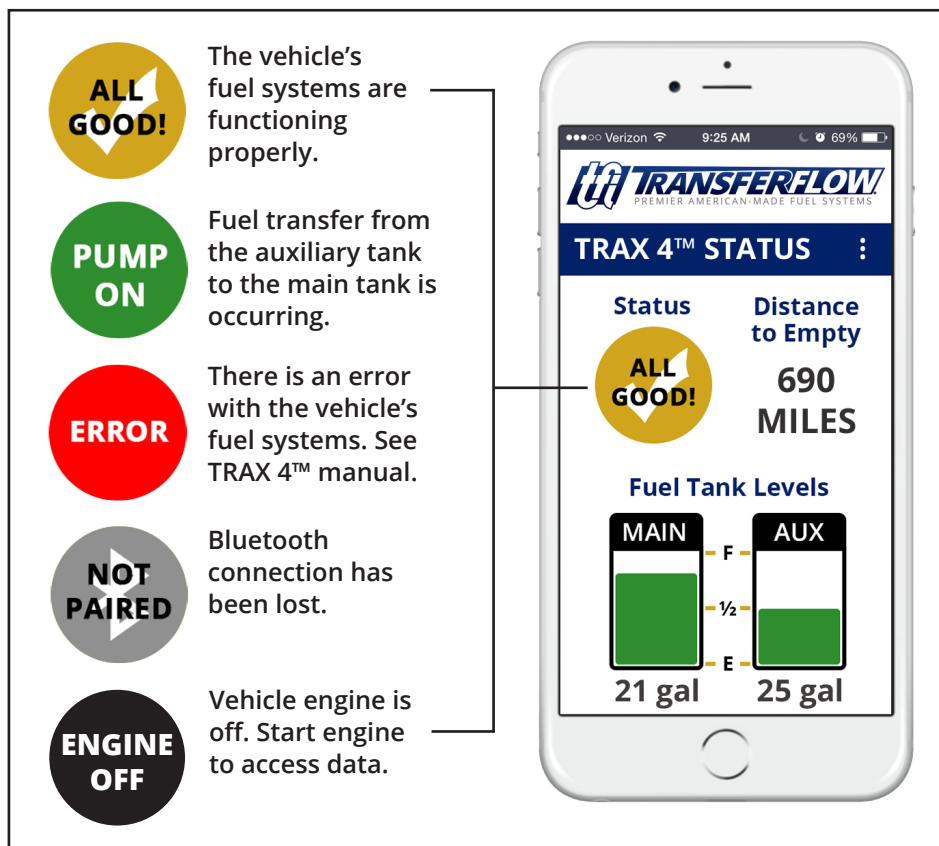 ALL
GOOD!
The vehicle's
fuel systems are
functioning
properly.
PUMP
ON
Fuel transfer from
the auxiliary tank
to the main tank is
occurring.
ERROR
There is an error
with the vehicle's
fuel systems. See
TRAX 4™ manual.
NOT
PAIRED
Bluetooth
connection has
been lost.
ENGINE
OFF
Vehicle engine is
off. Start engine
to access data.
Verizon 9:25 AM 69%
tfi TRANSFERFLOW
PREMIER AMERICAN-MADE FUEL SYSTEMS
TRAX 4™ STATUS
Status
ALL
GOOD!
Distance
to Empty
690
MILES
Fuel Tank Levels
MAIN AUX
F
½
E
21 gal 25 gal